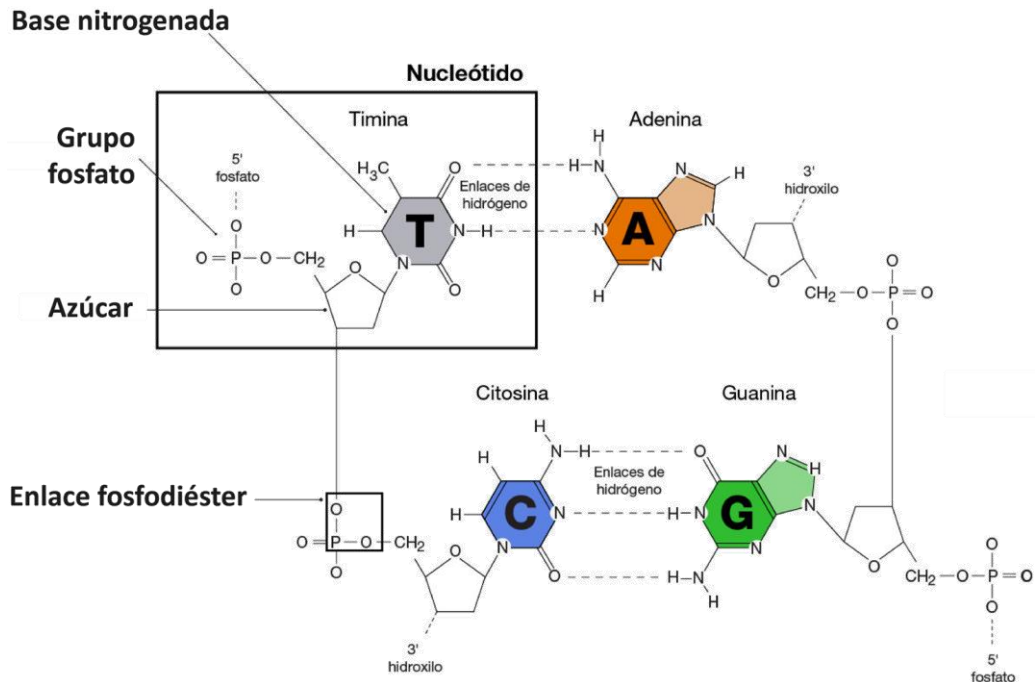 Base nitrogenada
Nucleótido
Timina
Adenina
Grupo
fosfato
5'
fosfato
H₃C
O
Enlaces de
hidrógeno
H
H–N
N
H
3'
hidroxilo
O
O=P–O–CH₂
O
H
T
N–H
N
O
O
N
A
N
N
H
O
CH₂–O–P=O
O
O
Azúcar
Citosina
Guanina
H
N–H
O
N
H
Enlaces de
hidrógeno
Enlace fosfodiéster
H
H
C
N
H–N
G
N
N
O
O=P–O–CH₂
O
O
N
O
H–N
H
O
CH₂–O–P=O
O
O
3'
hidroxilo
5'
fosfato